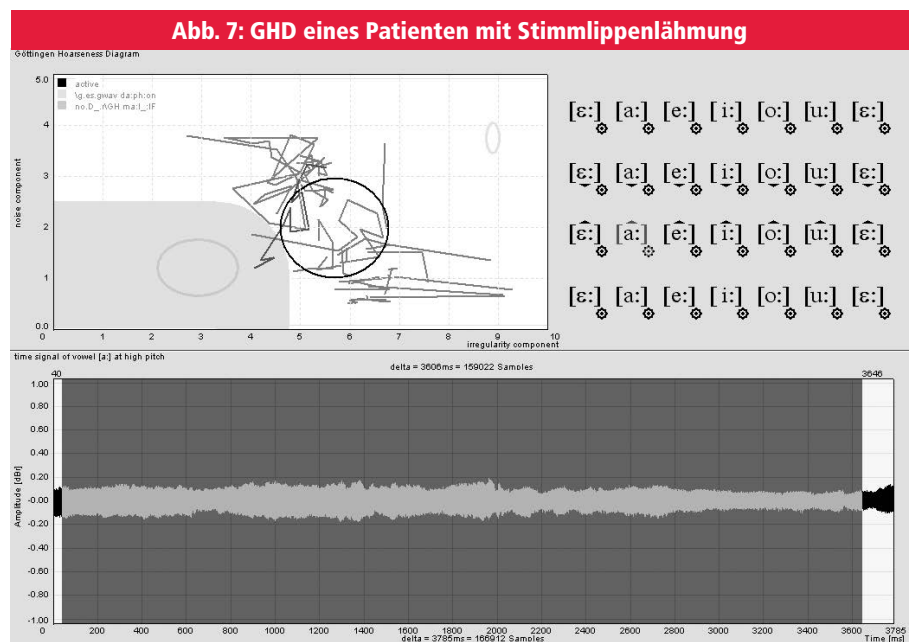 Abb. 7: GHD eines Patienten mit Stimmlippenlähmung
Göttingen Hoarseness Diagram
5.0
4
3
2
1
0.0
noise component
active
0 1 2 3 4 5 6 7 8 9 10
irregularity component
[ɛ:] [a:] [e:] [i:] [o:] [u:] [ɛ:]
[ɛ:] [a:] [e:] [i:] [o:] [u:] [ɛ:]
[ɛ:] [a:] [e:] [i:] [o:] [u:] [ɛ:]
[ɛ:] [a:] [e:] [i:] [o:] [u:] [ɛ:]
time signal of vowel [a:] at high pitch
delta = 3606ms = 159022 Samples
40 3646
1.00
0.80
0.60
0.40
0.20
-0.00
-0.20
-0.40
-0.60
-0.80
-1.00
Amplitude [dBr]
0 200 400 600 800 1000 1200 1400 1600 1800 2000 2200 2400 2600 2800 3000 3200 3400 3600 3785
delta = 3785ms = 166912 Samples
Time [ms]